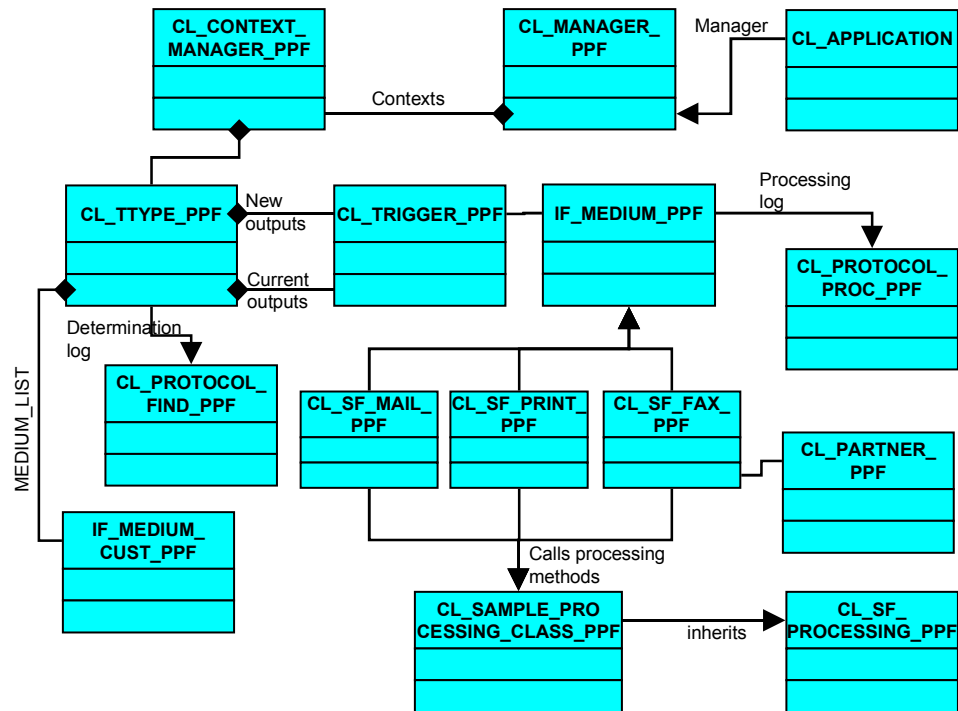 CL_CONTEXT_
MANAGER_PPF
CL_MANAGER_
PPF
Manager
CL_APPLICATION
Contexts
CL_TTYPE_PPF
New
outputs
CL_TRIGGER_PPF
IF_MEDIUM_PPF
Processing
log
Current
outputs
CL_PROTOCOL_
PROC_PPF
Determination
log
MEDIUM_LIST
CL_PROTOCOL_
FIND_PPF
CL_SF_MAIL_
PPF
CL_SF_PRINT_
PPF
CL_SF_FAX_
PPF
CL_PARTNER_
PPF
IF_MEDIUM_
CUST_PPF
Calls processing
methods
CL_SAMPLE_PRO
CESSING_CLASS_PPF
inherits
CL_SF_
PROCESSING_PPF